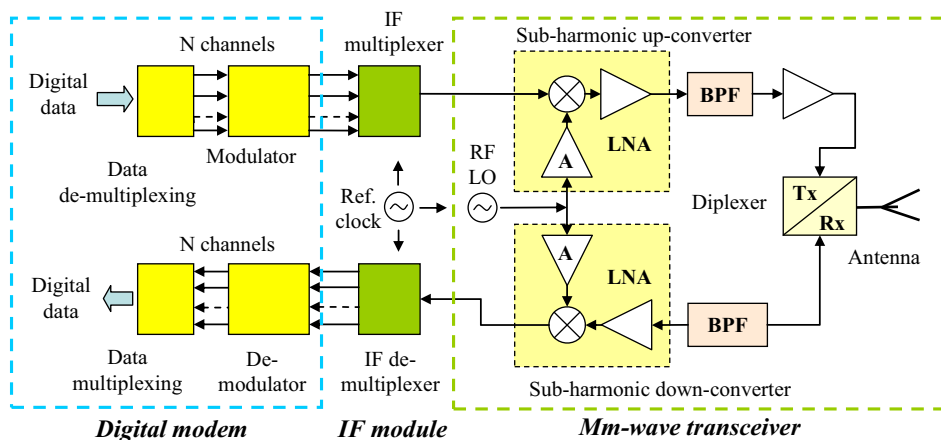 IF
multiplexer
N channels
Digital
data
Data
de-multiplexing
Modulator
Sub-harmonic up-converter
LNA
A
BPF
RF
LO
Ref.
clock
Diplexer
Tx
Rx
Antenna
N channels
Digital
data
Data
multiplexing
De-
modulator
IF de-
multiplexer
A
LNA
BPF
Sub-harmonic down-converter
Digital modem
IF module
Mm-wave transceiver